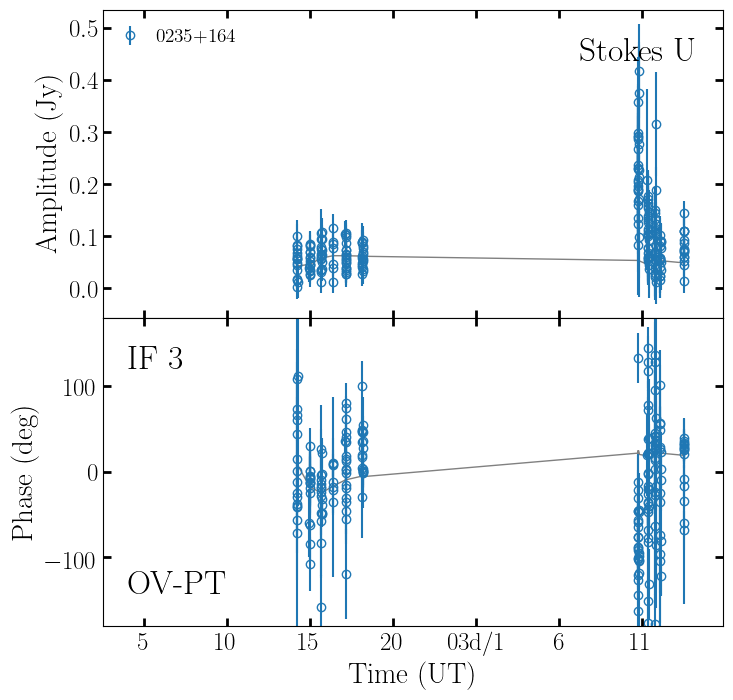 0235+164
Stokes U
0.5
0.4
0.3
0.2
0.1
0.0
Amplitude (Jy)
IF 3
100
0
−100
Phase (deg)
OV-PT
5 10 15 20 03d/1 6 11
Time (UT)